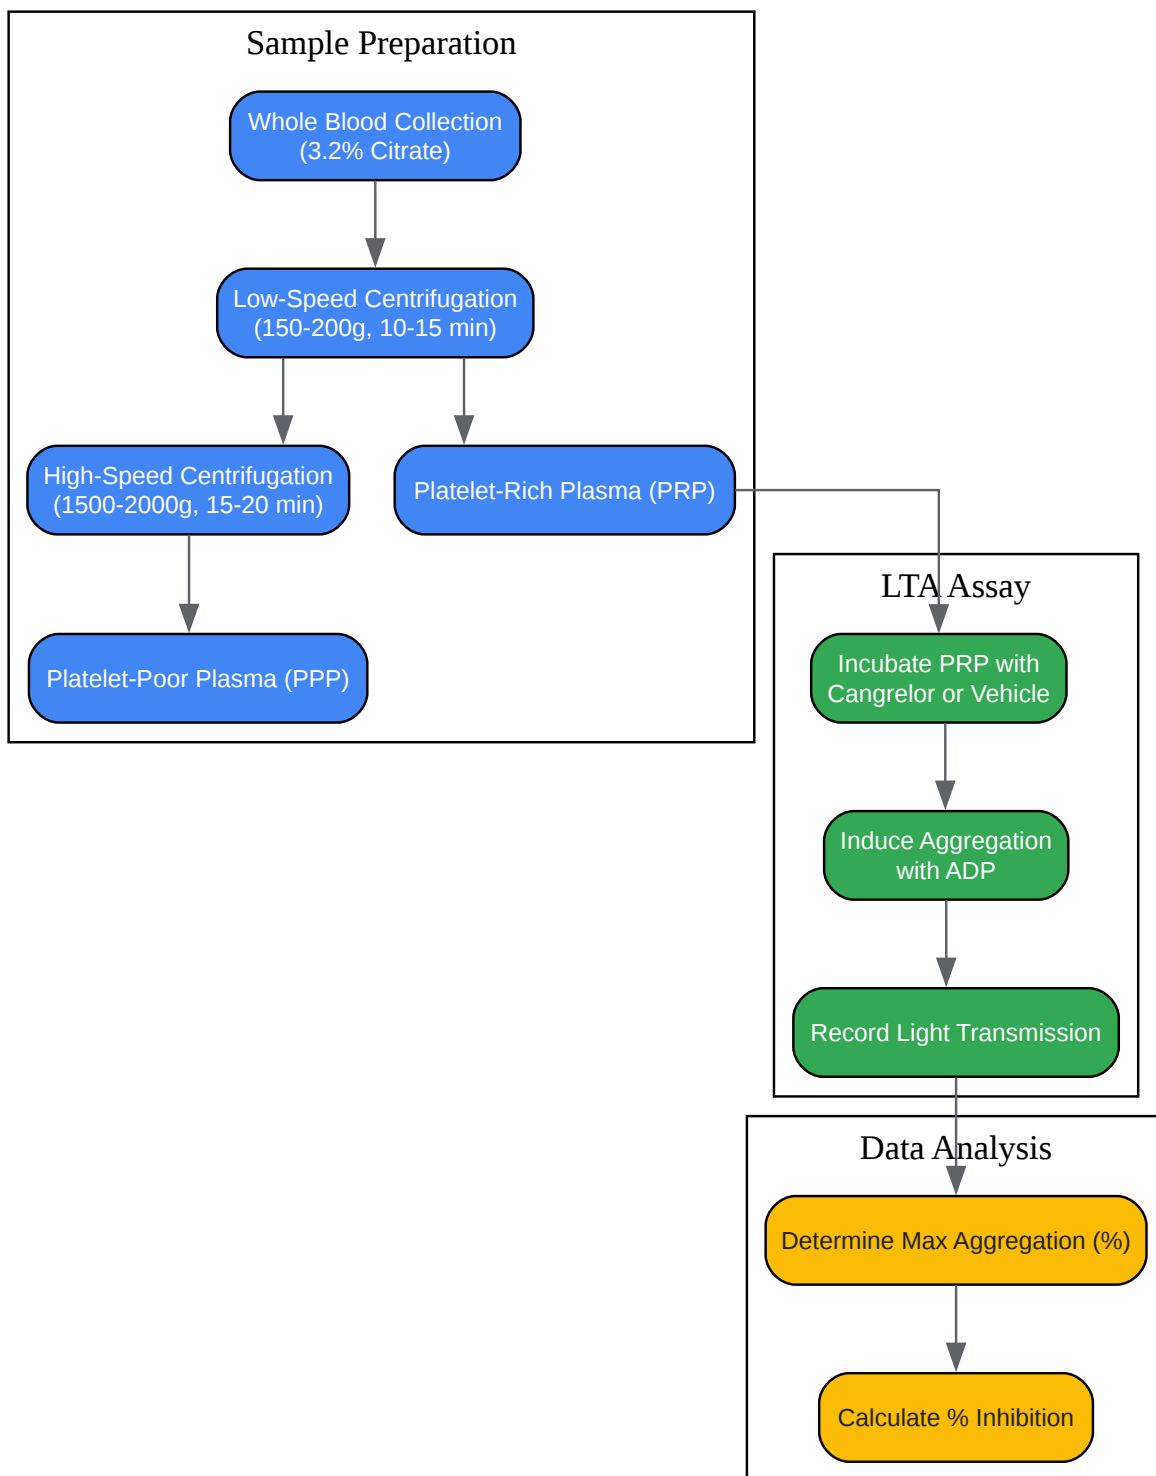 Sample Preparation
Whole Blood Collection
(3.2% Citrate)
Low-Speed Centrifugation
(150-200g, 10-15 min)
High-Speed Centrifugation
(1500-2000g, 15-20 min)
Platelet-Rich Plasma (PRP)
Platelet-Poor Plasma (PPP)
LTA Assay
Incubate PRP with
Cangrelor or Vehicle
Induce Aggregation
with ADP
Record Light Transmission
Data Analysis
Determine Max Aggregation (%)
Calculate % Inhibition